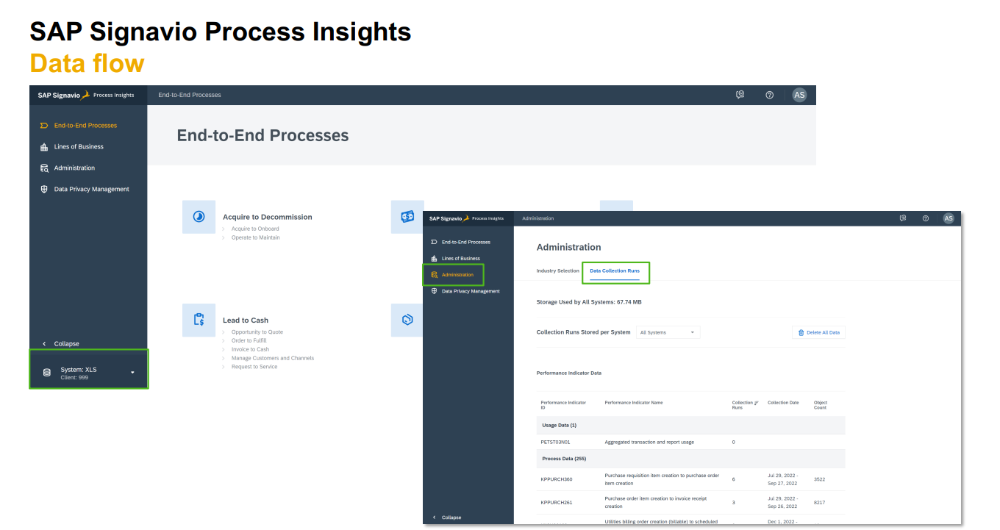 SAP Signavio Process Insights
Data flow
SAP Signavio Process Insights
End-to-End Processes
AS
End-to-End Processes
Lines of Business
Administration
Data Privacy Management
End-to-End Processes
Acquire to Decommission
Acquire to Onboard
Operate to Maintain
Lead to Cash
Opportunity to Quote
Order to Fulfill
Invoice to Cash
Manage Customers and Channels
Request to Service
Collapse
System: XLS
Client: 999
SAP Signavio Process Insights
Administration
AS
End-to-End Processes
Lines of Business
Administration
Data Privacy Management
Collapse
Administration
Industry Selection Data Collection Runs
Storage Used by All Systems: 67.74 MB
Collection Runs Stored per System All Systems Delete All Data
Performance Indicator Data
Performance Indicator ID Performance Indicator Name Collection Runs Collection Date Object Count
Usage Data (1)
PETST03N01 Aggregated transaction and report usage 0
Process Data (255)
KPPURCH360 Purchase requisition item creation to purchase order item creation 6 Jul 29, 2022 - Sep 27, 2022 3522
KPPURCH261 Purchase order item creation to invoice receipt creation 3 Jul 29, 2022 - Sep 26, 2022 8217
Utilities billing order creation (billable) to scheduled Dec 1, 2022 -